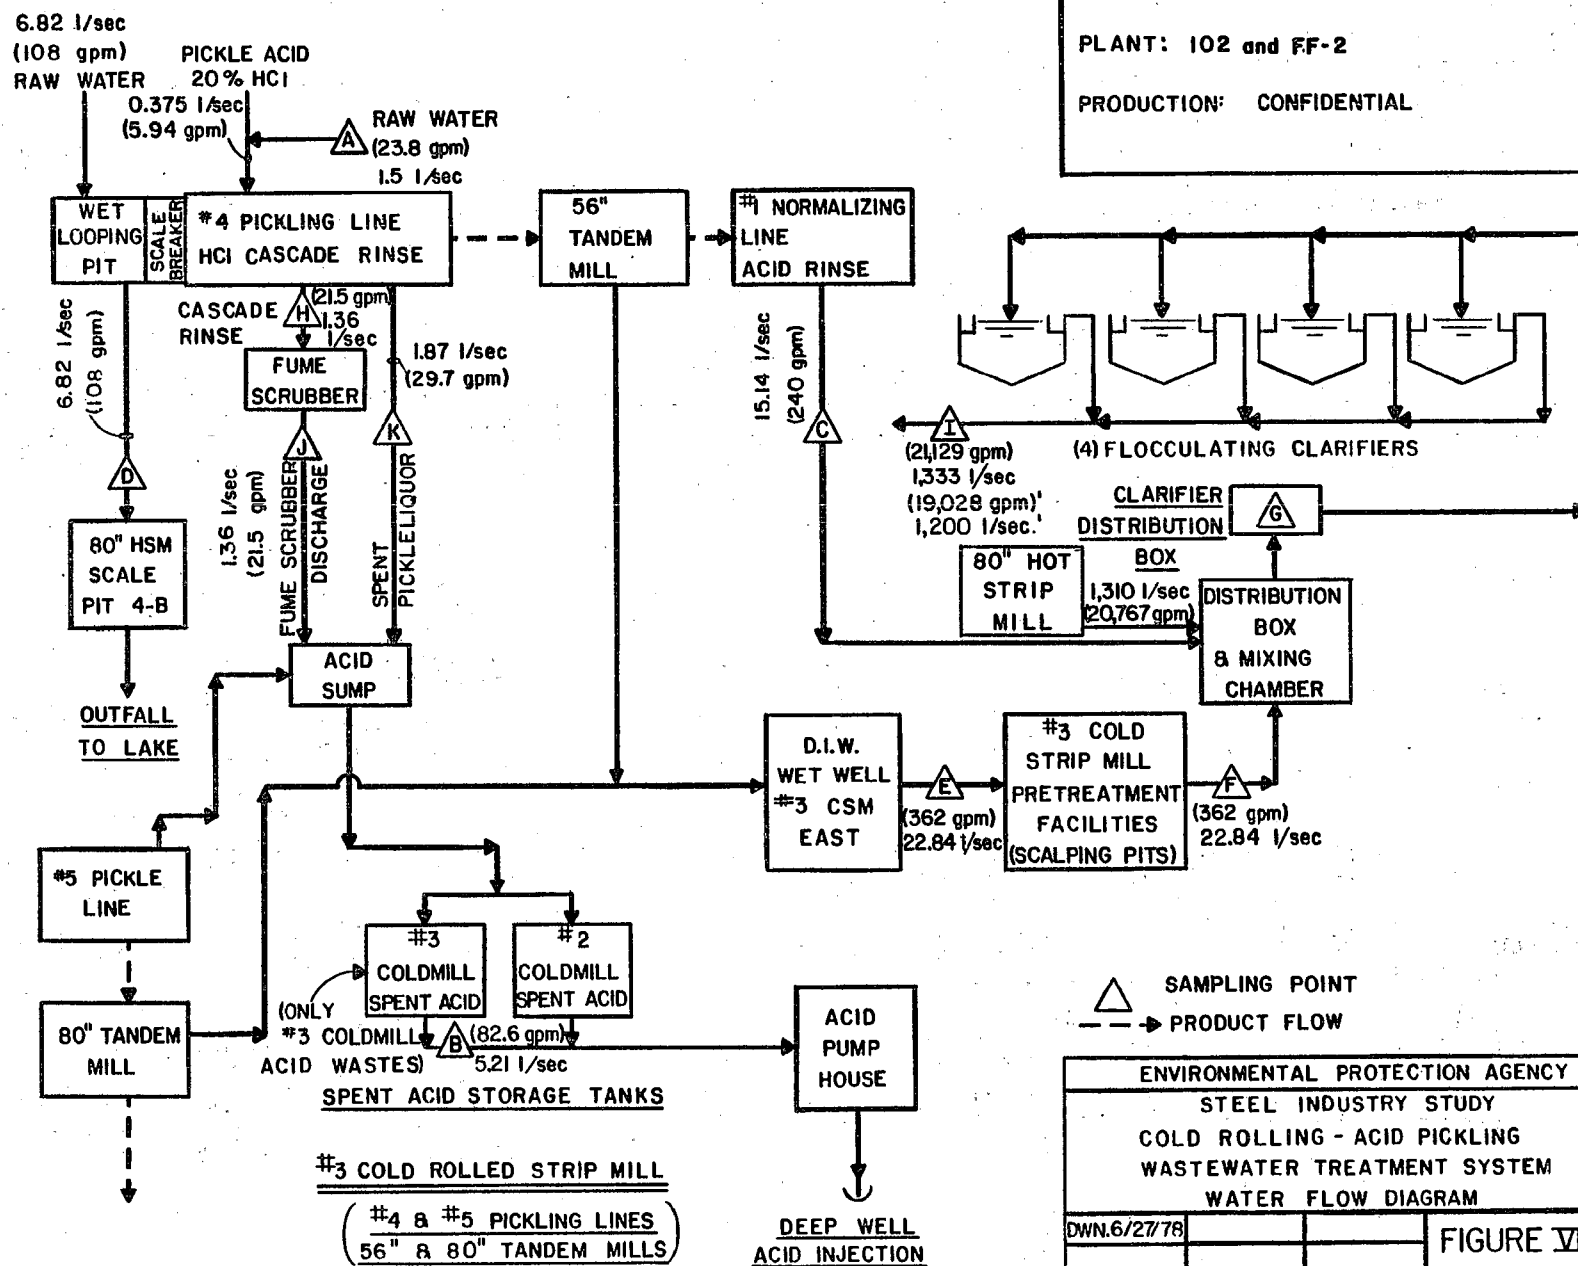 6.82 l/sec
(108 gpm)
RAW WATER
PICKLE ACID
20% HCl
0.375 l/sec
(5.94 gpm)
A
RAW WATER
(23.8 gpm)
1.5 l/sec
PLANT: 102 and FF-2
PRODUCTION: CONFIDENTIAL
WET
LOOPING
PIT
SCALE
BREAKER
#4 PICKLING LINE
HCl CASCADE RINSE
56"
TANDEM
MILL
#1 NORMALIZING
LINE
ACID RINSE
6.82 l/sec
(108 gpm)
CASCADE
RINSE
H
(21.5 gpm)
1.36
l/sec
FUME
SCRUBBER
1.87 l/sec
(29.7 gpm)
15.14 l/sec
(240 gpm)
C
D
J
K
1.36 l/sec
(21.5 gpm)
FUME SCRUBBER
DISCHARGE
SPENT
PICKLELIQUOR
I
(21,129 gpm)
1,333 l/sec
(19,028 gpm)'
1,200 l/sec.'
(4) FLOCCULATING CLARIFIERS
CLARIFIER
DISTRIBUTION
BOX
G
80" HSM
SCALE
PIT 4-B
80" HOT
STRIP
MILL
1,310 l/sec
(20,767 gpm)
DISTRIBUTION
BOX
& MIXING
CHAMBER
ACID
SUMP
OUTFALL
TO LAKE
D.I.W.
WET WELL
#3 CSM
EAST
E
(362 gpm)
22.84 l/sec
#3 COLD
STRIP MILL
PRETREATMENT
FACILITIES
(SCALPING PITS)
F
(362 gpm)
22.84 l/sec
#5 PICKLE
LINE
#3
COLDMILL
SPENT ACID
#2
COLDMILL
SPENT ACID
(ONLY
#3 COLDMILL
ACID WASTES)
B
(82.6 gpm)
5.21 l/sec
SPENT ACID STORAGE TANKS
80" TANDEM
MILL
ACID
PUMP
HOUSE
SAMPLING POINT
PRODUCT FLOW
#3 COLD ROLLED STRIP MILL
(#4 & #5 PICKLING LINES
56" & 80" TANDEM MILLS)
DEEP WELL
ACID INJECTION
ENVIRONMENTAL PROTECTION AGENCY
STEEL INDUSTRY STUDY
COLD ROLLING - ACID PICKLING
WASTEWATER TREATMENT SYSTEM
WATER FLOW DIAGRAM
DWN.6/27/78
FIGURE